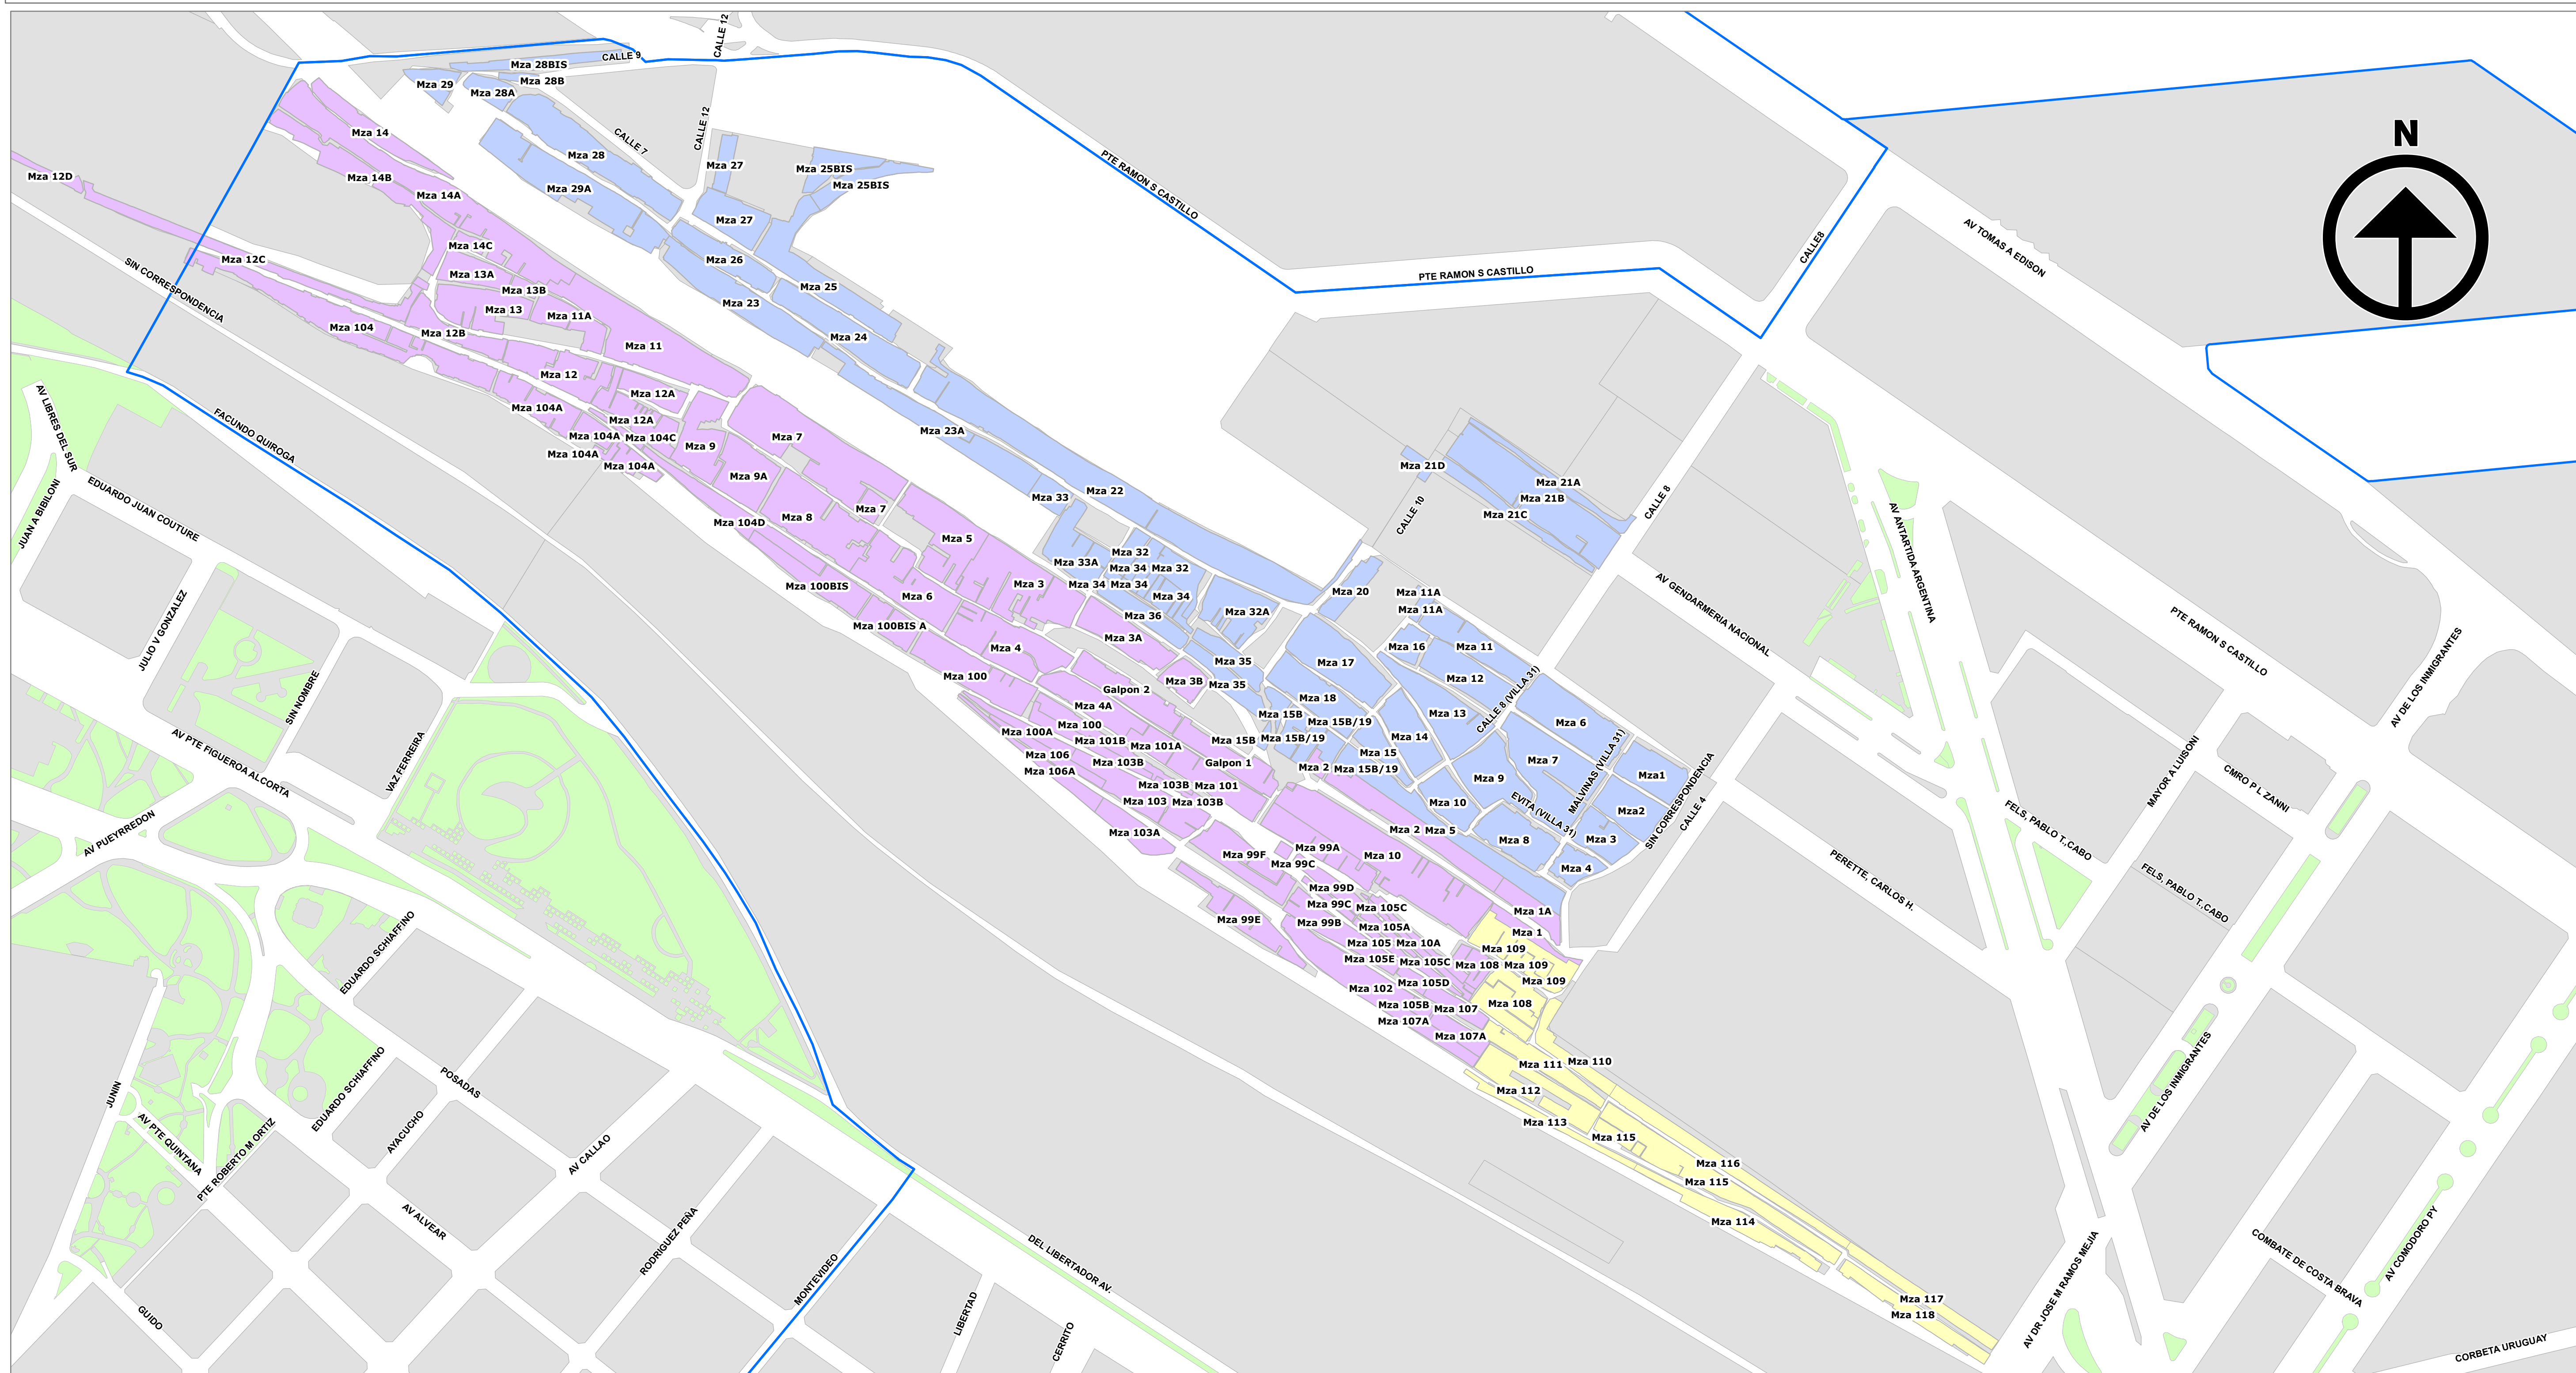 CALLE 12
CALLE 9
Mza 28BIS
Mza 28B
Mza 29
Mza 28A
N
Mza 14
CALLE 12
CALLE 7
Mza 28
Mza 27
Mza 25BIS
Mza 25BIS
Mza 12D
Mza 14B
Mza 14A
Mza 29A
PTE RAMON S CASTILLO
Mza 27
CALLE8
AV TOMAS A EDISON
Mza 14C
Mza 12C
Mza 26
Mza 13A
PTE RAMON S CASTILLO
SIN CORRESPONDENCIA
Mza 13B
Mza 25
Mza 23
Mza 13
Mza 11A
Mza 104
Mza 12B
Mza 24
Mza 11
Mza 12
Mza 12A
Mza 104A
Mza 12A
AV LIBRES DEL SUR
FACUNDO QUIROGA
Mza 104A
Mza 104C
Mza 9
Mza 7
Mza 23A
Mza 104A
Mza 104A
Mza 9A
Mza 21D
Mza 21A
Mza 21B
Mza 21C
CALLE 10
CALLE 8
Mza 33
Mza 22
JUAN A BIBILONI
EDUARDO JUAN COUTURE
Mza 104D
Mza 8
Mza 7
Mza 5
AV ANTARTIDA ARGENTINA
Mza 32
Mza 33A
Mza 34
Mza 32
Mza 34
Mza 34
Mza 34
Mza 3
Mza 100BIS
Mza 6
Mza 20
Mza 11A
Mza 11A
Mza 36
Mza 32A
AV GENDARMERIA NACIONAL
JULIO V GONZALEZ
Mza 100BIS A
Mza 3A
Mza 4
Mza 16
Mza 11
PTE RAMON S CASTILLO
Mza 35
Mza 17
Mza 100
Mza 3B
Mza 35
Mza 12
AV DE LOS INMIGRANTES
SIN NOMBRE
Galpon 2
Mza 18
CALLE 8 (VILLA 31)
Mza 4A
Mza 15B
Mza 15B/19
Mza 13
Mza 6
Mza 100
Mza 100A
Mza 101B
Mza 101A
Mza 15B
Mza 15B/19
Mza 14
AV PTE FIGUEROA ALCORTA
VAZ FERREIRA
Mza 106
Mza 103B
Galpon 1
Mza 15
Mza 7
MALVINAS (VILLA 31)
Mza 106A
Mza 2
Mza 15B/19
Mza 9
Mza1
SIN CORRESPONDENCIA
MAYOR A LUISONI
CMRO P L ZANNI
Mza 103B
Mza 101
Mza 103
Mza 103B
Mza 10
EVITA (VILLA 31)
Mza2
CALLE 4
AV PUEYRREDON
Mza 103A
Mza 2
Mza 5
Mza 8
Mza 3
FELS, PABLO T.,CABO
Mza 99F
Mza 99A
Mza 99C
Mza 10
Mza 4
PERETTE, CARLOS H.
FELS, PABLO T.,CABO
Mza 99D
Mza 99C
Mza 105C
Mza 1A
Mza 99E
Mza 99B
Mza 105A
Mza 1
EDUARDO SCHIAFFINO
Mza 105
Mza 10A
Mza 109
Mza 105E
Mza 105C
Mza 108
Mza 109
Mza 105D
Mza 109
Mza 102
Mza 105B
Mza 107
Mza 108
Mza 107A
Mza 107A
EDUARDO SCHIAFFINO
JUNIN
POSADAS
Mza 111
Mza 110
AV DE LOS INMIGRANTES
Mza 112
AV PTE QUINTANA
PTE ROBERTO M ORTIZ
AYACUCHO
Mza 113
Mza 115
AV CALLAO
Mza 116
Mza 115
AV ALVEAR
RODRIGUEZ PEÑA
Mza 114
DEL LIBERTADOR AV.
MONTEVIDEO
AV DR JOSE M RAMOS MEJIA
COMBATE DE COSTA BRAVA
AV COMODORO PY
GUIDO
LIBERTAD
CERRITO
Mza 117
Mza 118
CORBETA URUGUAY